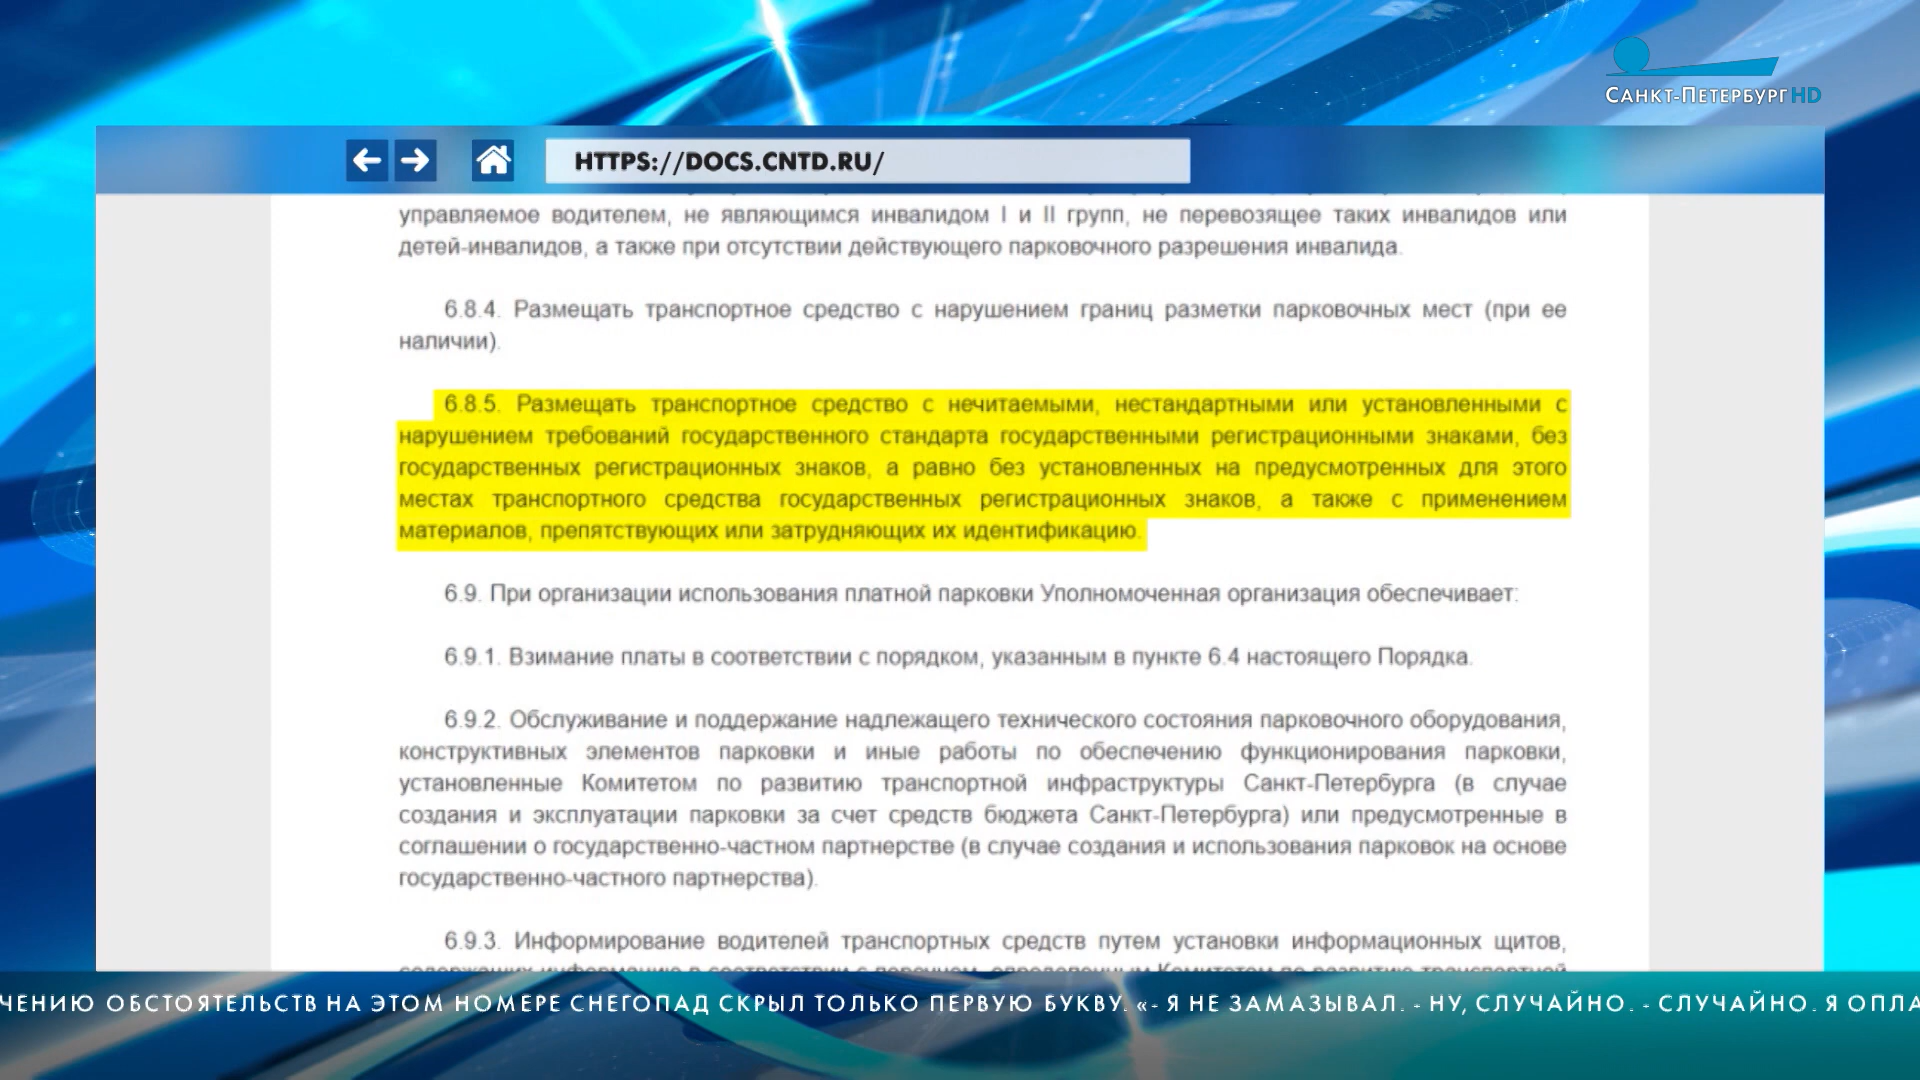 САНКТ-ПЕТЕРБУРГ HD
HTTPS://DOCS.CNTD.RU/
управляемое водителем, не являющимся инвалидом I и II групп, не перевозящее таких инвалидов или
детей-инвалидов, а также при отсутствии действующего парковочного разрешения инвалида.
6.8.4. Размещать транспортное средство с нарушением границ разметки парковочных мест (при ее
наличии).
6.8.5. Размещать транспортное средство с нечитаемыми, нестандартными или установленными с
нарушением требований государственного стандарта государственными регистрационными знаками, без
государственных регистрационных знаков, а равно без установленных на предусмотренных для этого
местах транспортного средства государственных регистрационных знаков, а также с применением
материалов, препятствующих или затрудняющих их идентификацию.
6.9. При организации использования платной парковки Уполномоченная организация обеспечивает:
6.9.1. Взимание платы в соответствии с порядком, указанным в пункте 6.4 настоящего Порядка.
6.9.2. Обслуживание и поддержание надлежащего технического состояния парковочного оборудования,
конструктивных элементов парковки и иные работы по обеспечению функционирования парковки,
установленные Комитетом по развитию транспортной инфраструктуры Санкт-Петербурга (в случае
создания и эксплуатации парковки за счет средств бюджета Санкт-Петербурга) или предусмотренные в
соглашении о государственно-частном партнерстве (в случае создания и использования парковок на основе
государственно-частного партнерства).
6.9.3. Информирование водителей транспортных средств путем установки информационных щитов,
ЧЕНИЮ ОБСТОЯТЕЛЬСТВ НА ЭТОМ НОМЕРЕ СНЕГОПАД СКРЫЛ ТОЛЬКО ПЕРВУЮ БУКВУ. «- Я НЕ ЗАМАЗЫВАЛ. - НУ, СЛУЧАЙНО. - СЛУЧАЙНО. Я ОПЛА